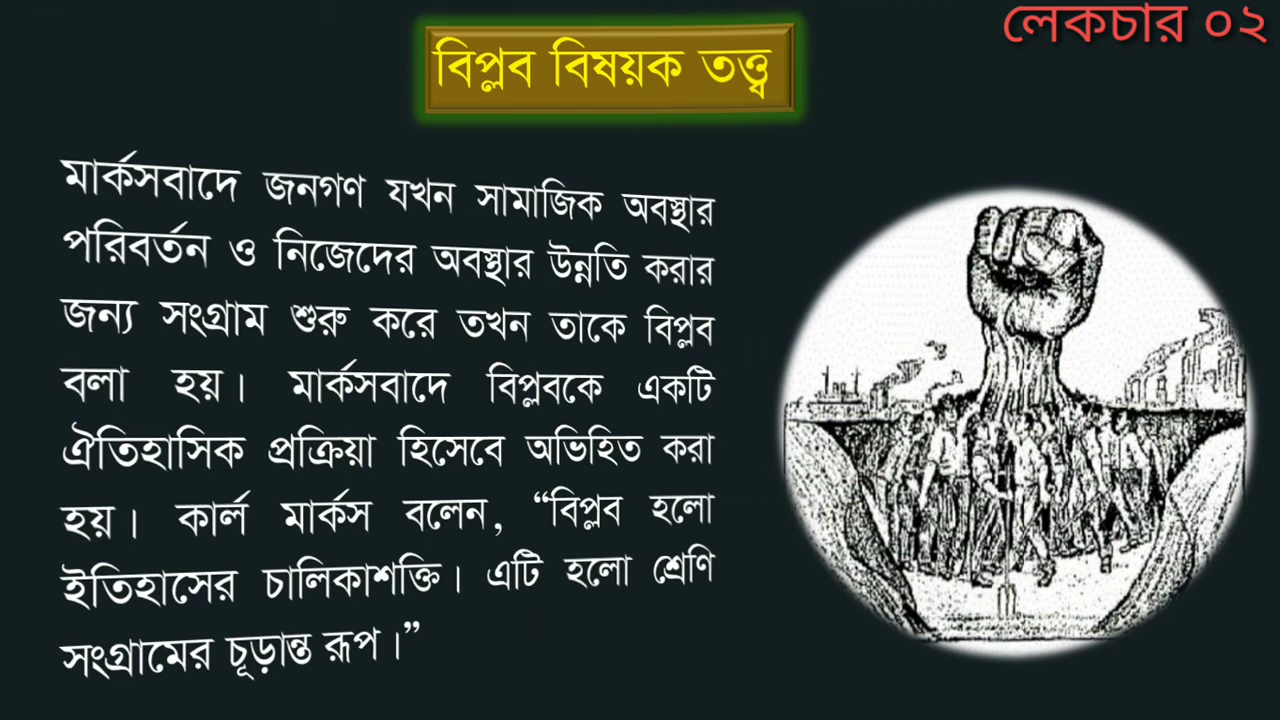 লেকচার ০২
বিপ্লব বিষয়ক তত্ত্ব
মার্কসবাদে জনগণ যখন সামাজিক অবস্থার
পরিবর্তন ও নিজেদের অবস্থার উন্নতি করার
জন্য সংগ্রাম শুরু করে তখন তাকে বিপ্লব
বলা হয়। মার্কসবাদে বিপ্লবকে একটি
ঐতিহাসিক প্রক্রিয়া হিসেবে অভিহিত করা
হয়। কার্ল মার্কস বলেন, “বিপ্লব হলো
ইতিহাসের চালিকাশক্তি। এটি হলো শ্রেণি
সংগ্রামের চূড়ান্ত রূপ।”